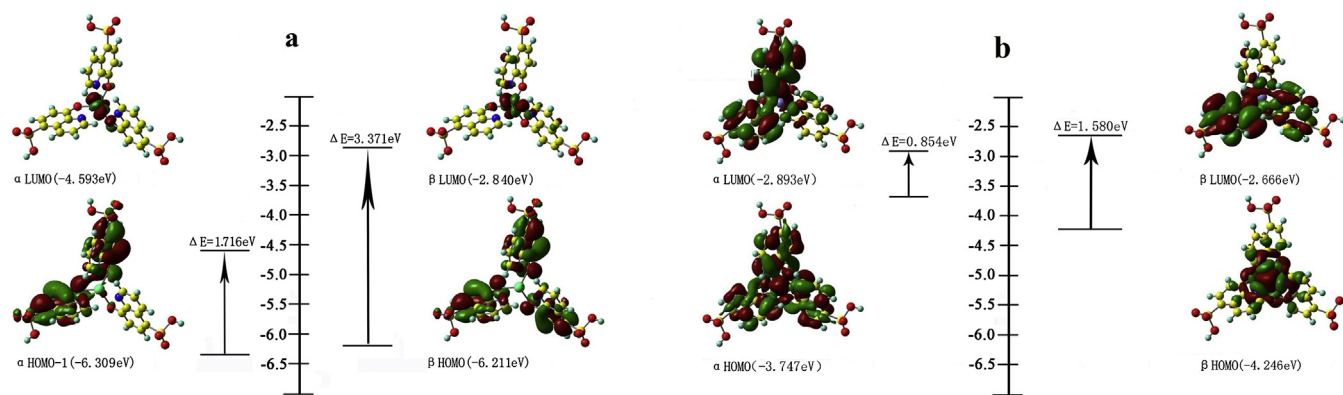 a
b
ΔE=3.371eV
ΔE=1.716eV
-2.5
-3.0
-3.5
-4.0
-4.5
-5.0
-5.5
-6.0
-6.5
α LUMO(-4.593eV)
β LUMO(-2.840eV)
α HOMO-1(-6.309eV)
β HOMO(-6.211eV)
ΔE=0.854eV
ΔE=1.580eV
-2.5
-3.0
-3.5
-4.0
-4.5
-5.0
-5.5
-6.0
-6.5
α LUMO(-2.893eV)
β LUMO(-2.666eV)
α HOMO(-3.747eV)
β HOMO(-4.246eV)